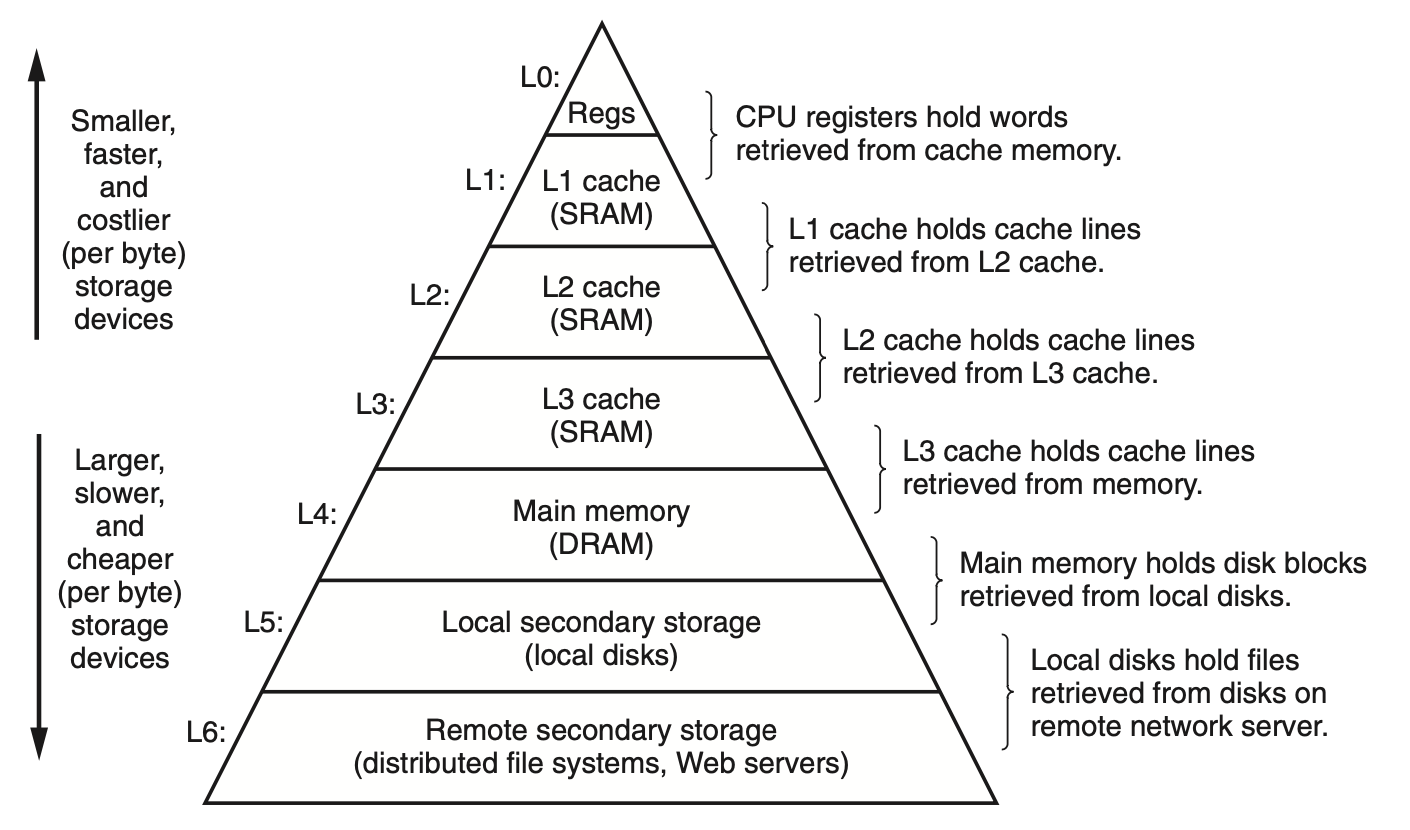 Smaller,
faster,
and
costlier
(per byte)
storage
devices
Larger,
slower,
and
cheaper
(per byte)
storage
devices
L0:
Regs
CPU registers hold words
retrieved from cache memory.
L1:
L1 cache
(SRAM)
L1 cache holds cache lines
retrieved from L2 cache.
L2:
L2 cache
(SRAM)
L2 cache holds cache lines
retrieved from L3 cache.
L3:
L3 cache
(SRAM)
L3 cache holds cache lines
retrieved from memory.
L4:
Main memory
(DRAM)
Main memory holds disk blocks
retrieved from local disks.
L5:
Local secondary storage
(local disks)
Local disks hold files
retrieved from disks on
remote network server.
L6:
Remote secondary storage
(distributed file systems, Web servers)